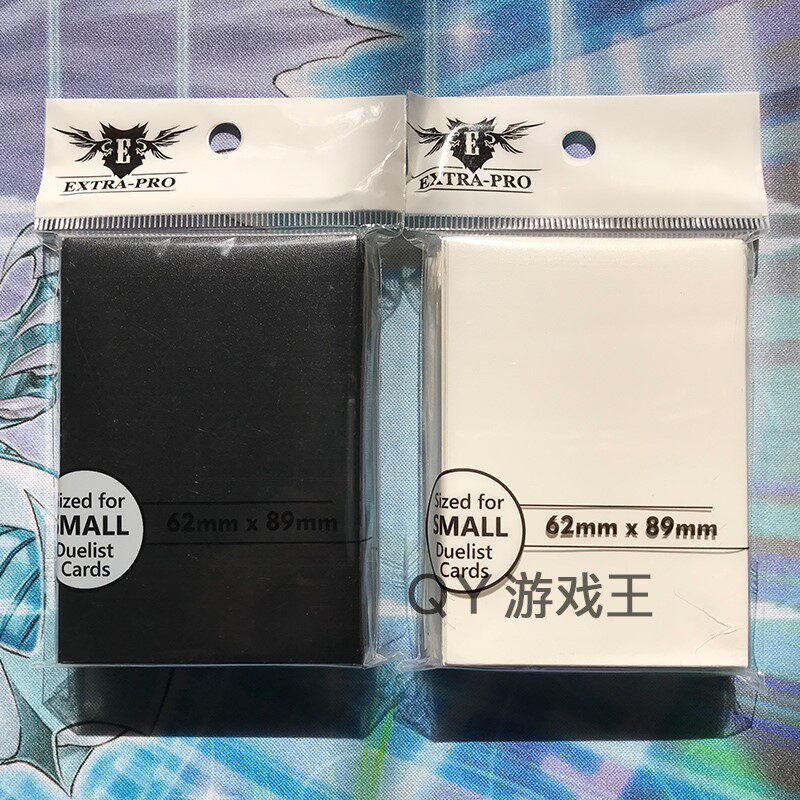 E
EXTRA-PRO
Sized for
SMALL
Duelist
Cards
62mm x 89mm
E
EXTRA-PRO
Sized for
SMALL
Duelist
Cards
62mm x 89mm
QY 游戏王